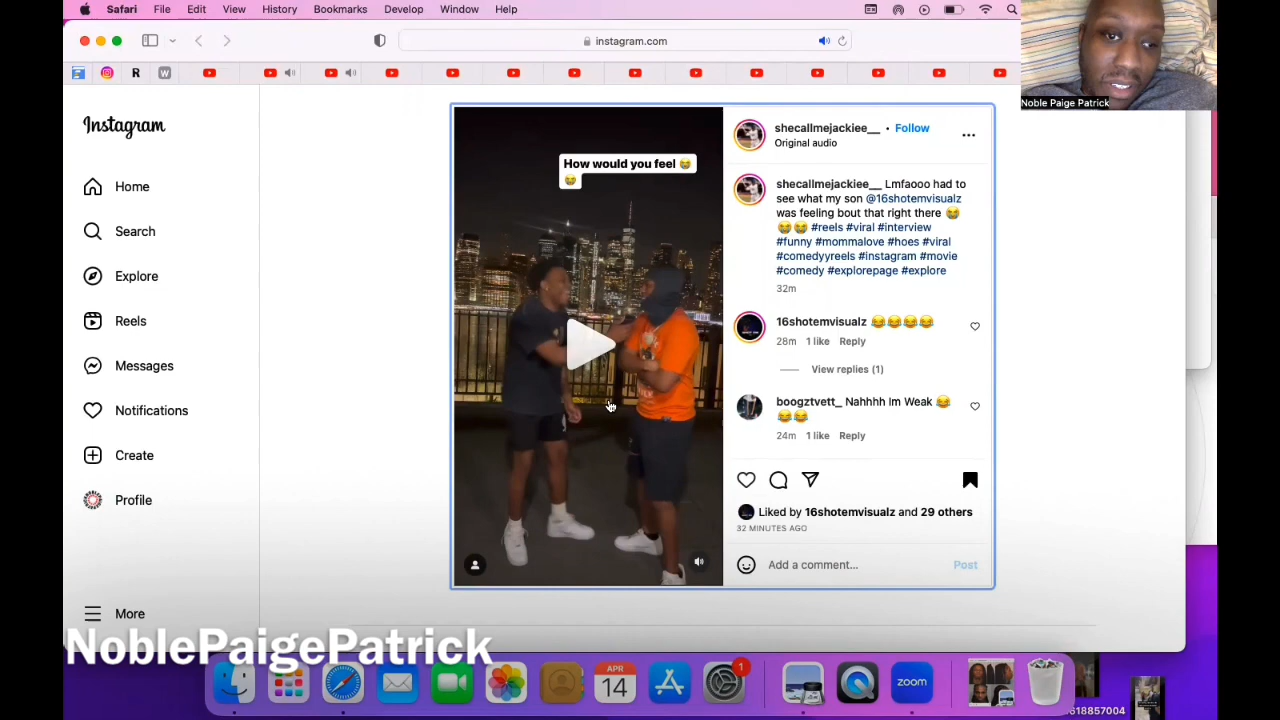 Safari File Edit View History Bookmarks Develop Window Help
instagram.com
R W
Noble Paige Patrick
Instagram
Home
Search
Explore
Reels
Messages
Notifications
Create
Profile
More
How would you feel 😭
😭
shecallmejackiee__ • Follow
Original audio
shecallmejackiee__ Lmfaooo had to
see what my son @16shotemvisualz
was feeling bout that right there 😭
😭😭 #reels #viral #interview
#funny #mommalove #hoes #viral
#comedyyreels #instagram #movie
#comedy #explorepage #explore
32m
16shotemvisualz 😂😂😂😂
28m 1 like Reply
View replies (1)
boogztvett_ Nahhhh Im Weak 😂
😂😂
24m 1 like Reply
Liked by 16shotemvisualz and 29 others
32 MINUTES AGO
Add a comment... Post
NoblePaigePatrick
APR
14
1
zoom
618857004